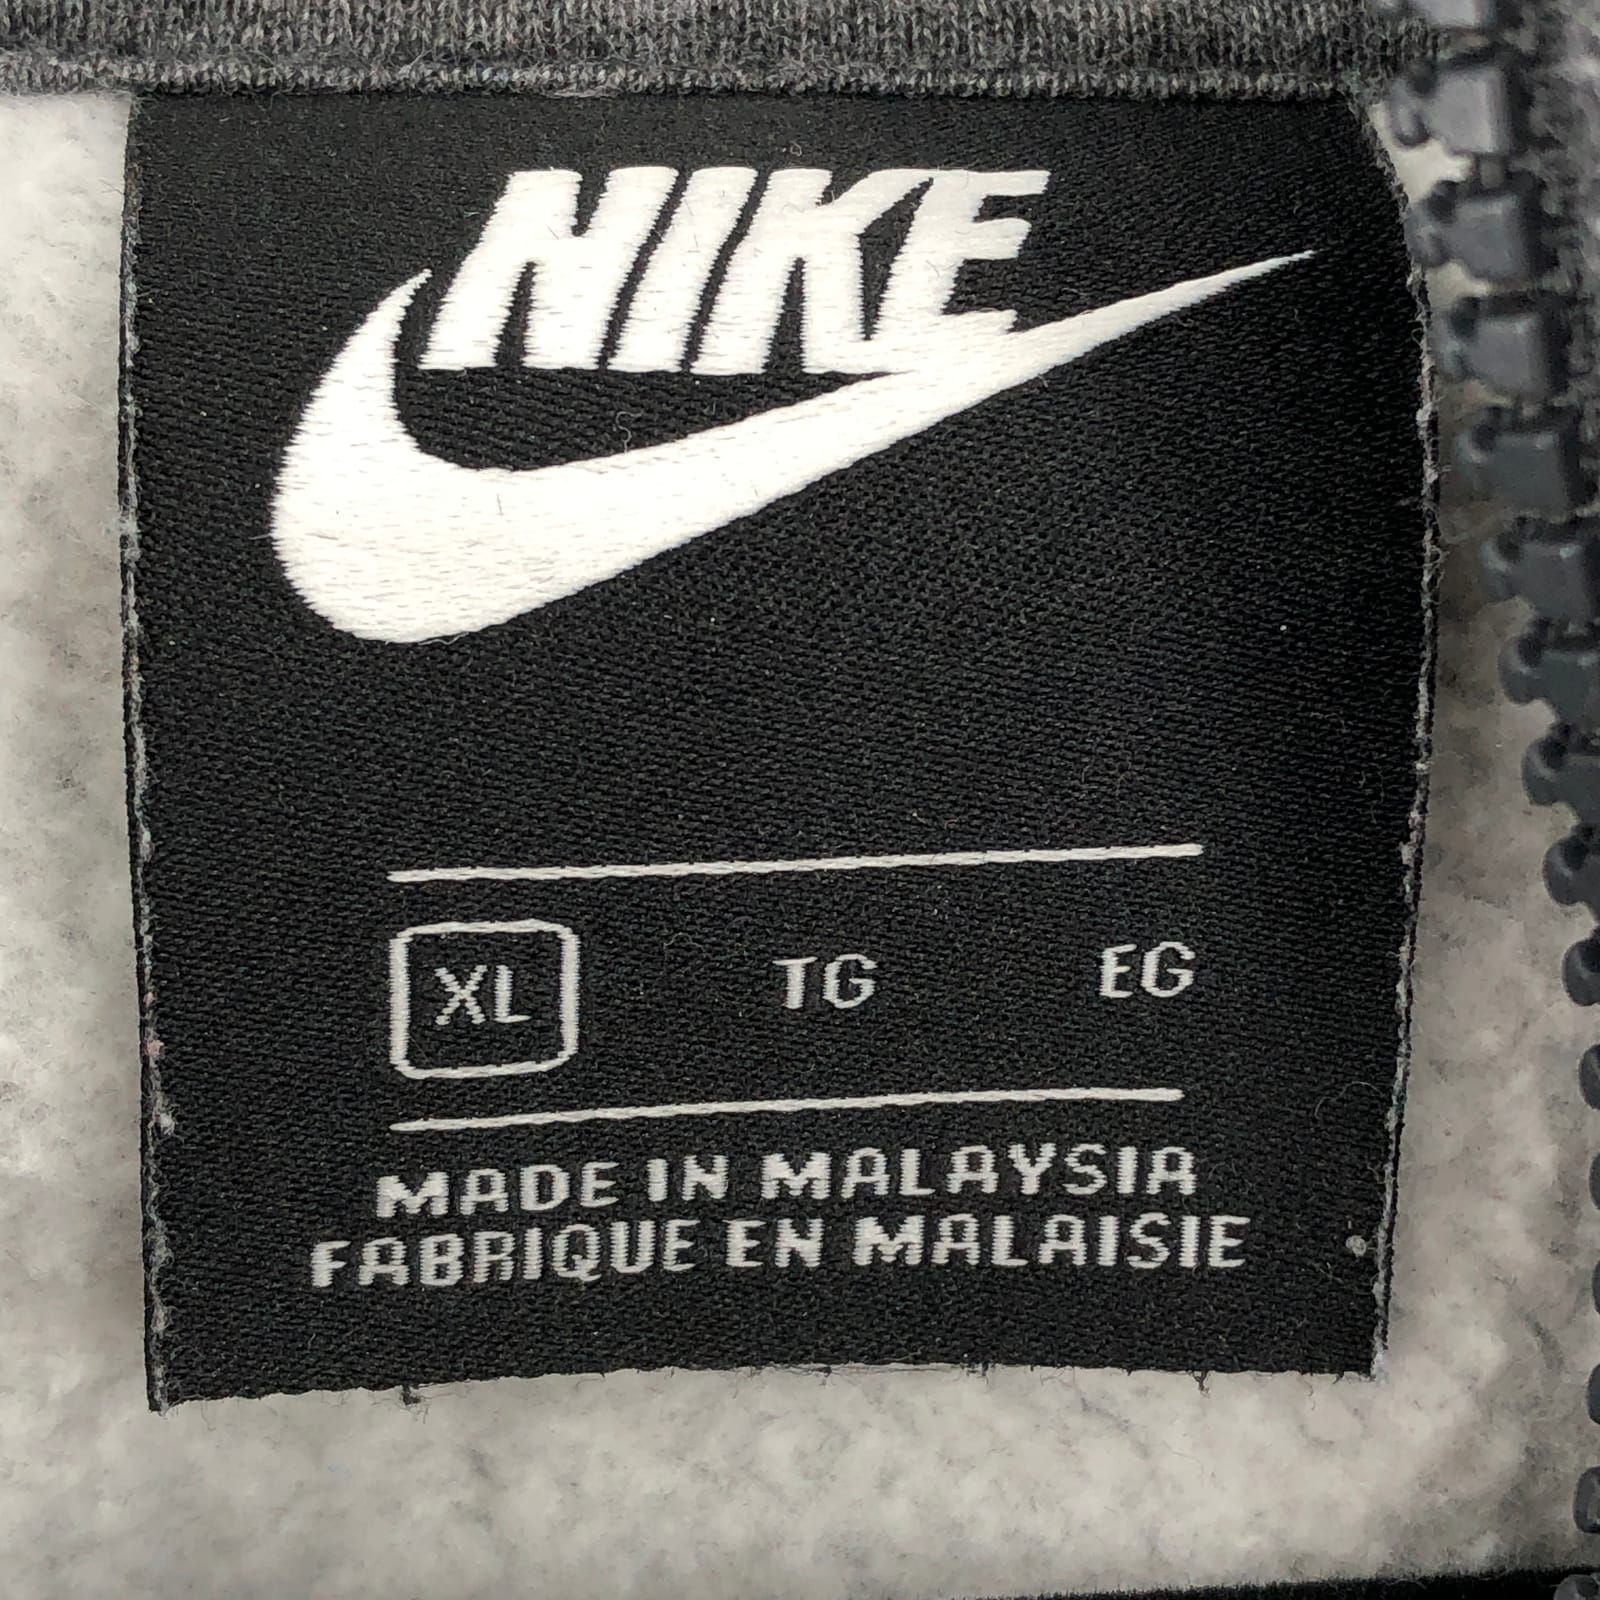 NIKE
XL TG EG
MADE IN MALAYSIA
FABRIQUE EN MALAISIE